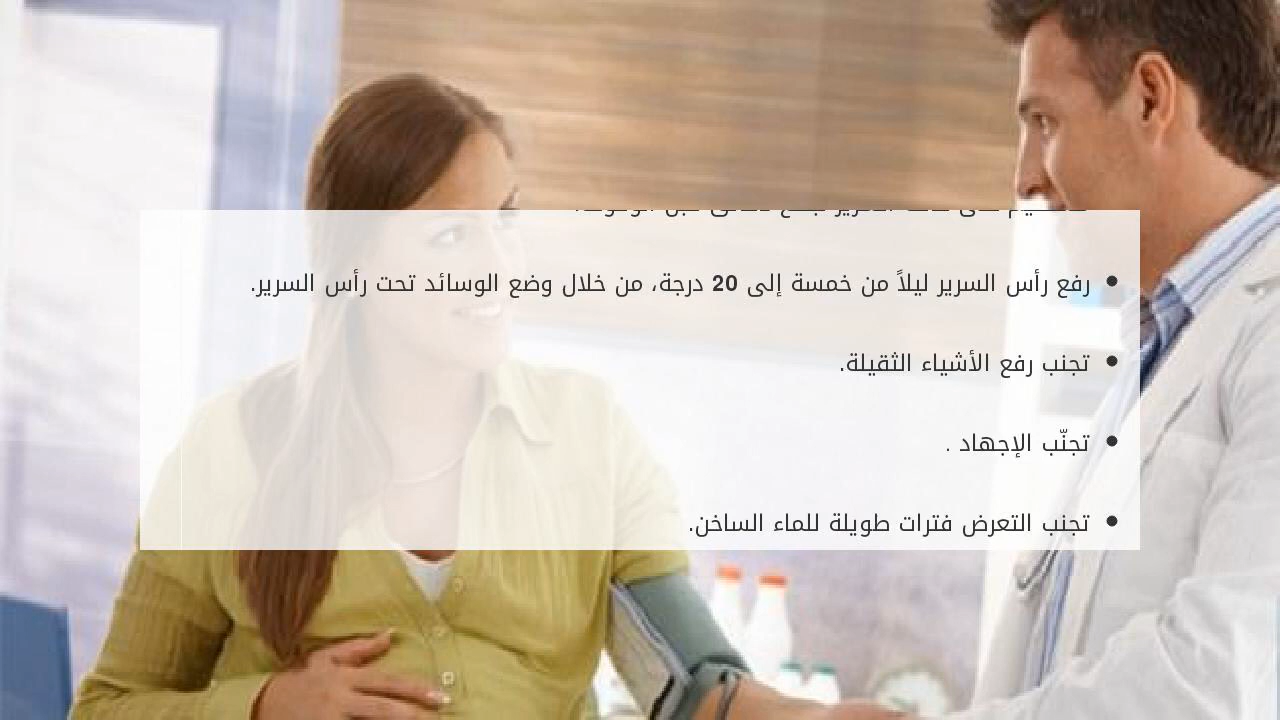 • رفع رأس السرير ليلاً من خمسة إلى 20 درجة، من خلال وضع الوسائد تحت رأس السرير.
• تجنب رفع الأشياء الثقيلة.
• تجنّب الإجهاد .
• تجنب التعرض فترات طويلة للماء الساخن.